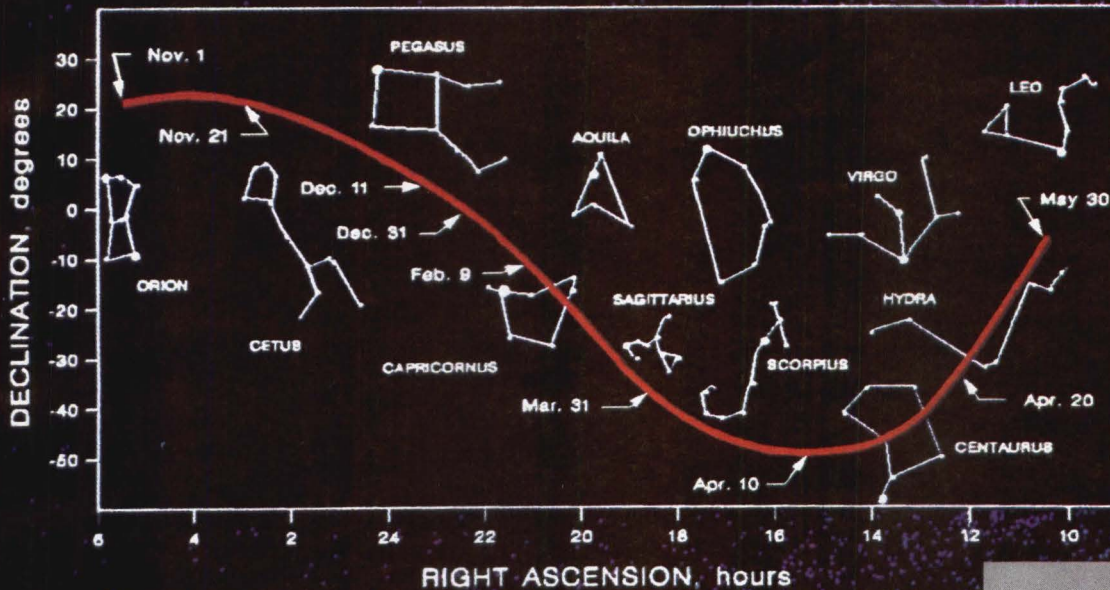 PEGASUS
30
Nov. 1
LEO
20
Nov. 21
AQUILA
OPHIUCHUS
10
Dec. 11
VIRGO
May 30
0
Dec. 31
-10
Feb. 9
ORION
SAGITTARIUS
HYDRA
-20
CETUS
CAPRICORNUS
SCORPIUS
-30
Mar. 31
Apr. 20
-40
CENTAURUS
-50
Apr. 10
DECLINATION, degrees
6 4 2 22 20 18 16 14 12 10
RIGHT ASCENSION, hours